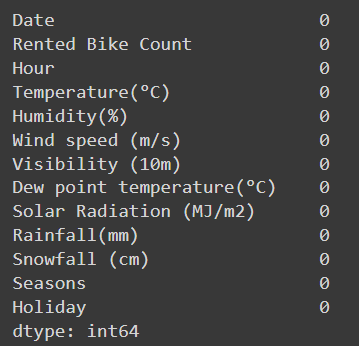 Date 0
Rented Bike Count 0
Hour 0
Temperature(°C) 0
Humidity(%) 0
Wind speed (m/s) 0
Visibility (10m) 0
Dew point temperature(°C) 0
Solar Radiation (MJ/m2) 0
Rainfall(mm) 0
Snowfall (cm) 0
Seasons 0
Holiday 0
dtype: int64